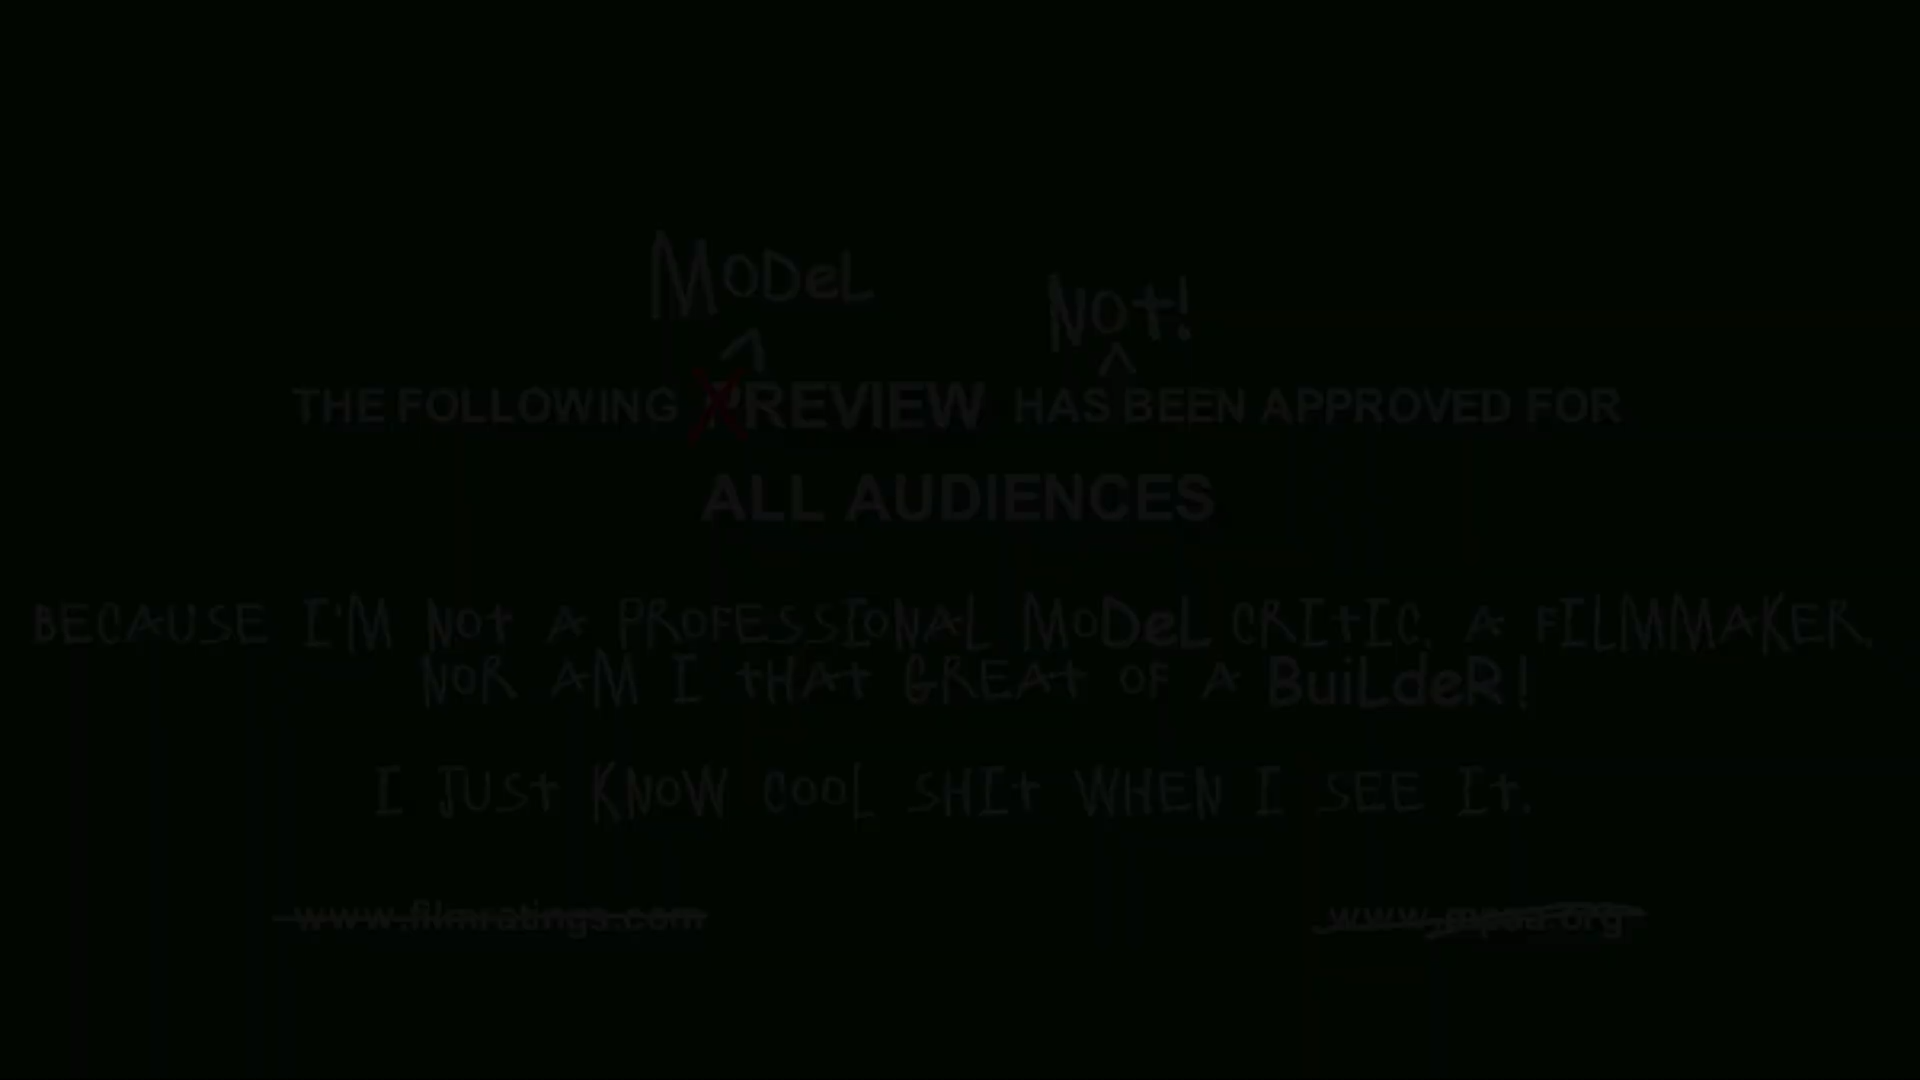 MoDeL NOt!
^ ^
THE FOLLOWING PREVIEW HAS BEEN APPROVED FOR
ALL AUDIENCES
BECAUSE I'M NOt A PROFESSIONAL MoDeL CRItIC, A FILMMAKER,
NOR AM I tHAt GREAt OF A BuiLdeR!
I JUSt KNOW COOL SHIt WHEN I SEE It.
www.filmratings.com www.mpaa.org